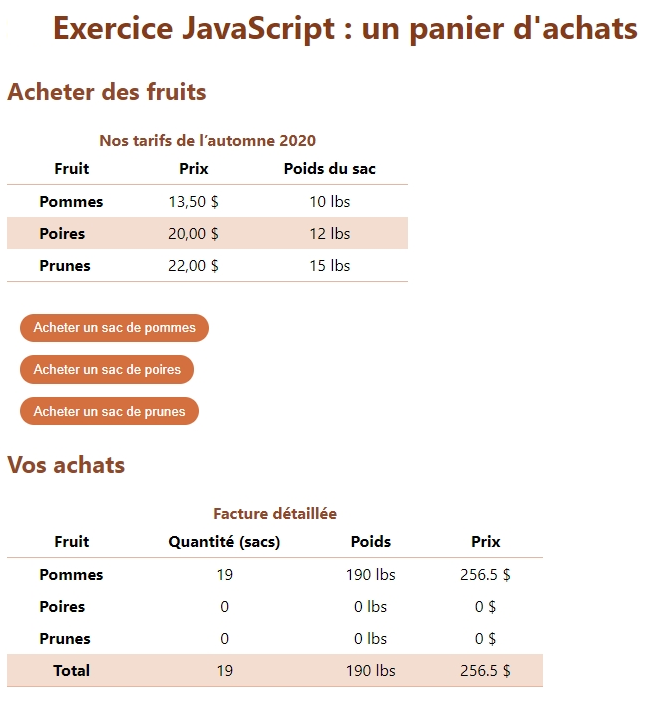 Exercice JavaScript : un panier d'achats
Acheter des fruits
Nos tarifs de l’automne 2020
Fruit Prix Poids du sac
Pommes 13,50 $ 10 lbs
Poires 20,00 $ 12 lbs
Prunes 22,00 $ 15 lbs
Acheter un sac de pommes
Acheter un sac de poires
Acheter un sac de prunes
Vos achats
Facture détaillée
Fruit Quantité (sacs) Poids Prix
Pommes 19 190 lbs 256.5 $
Poires 0 0 lbs 0 $
Prunes 0 0 lbs 0 $
Total 19 190 lbs 256.5 $